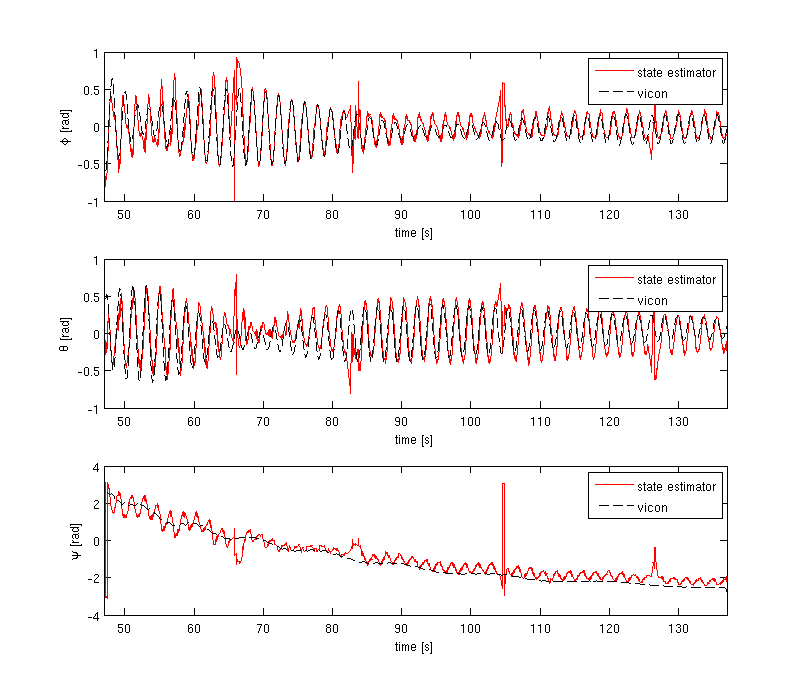 1
0.5
0
-0.5
-1
ϕ [rad]
state estimator
vicon
50 60 70 80 90 100 110 120 130
time [s]
1
0.5
0
-0.5
-1
θ [rad]
state estimator
vicon
50 60 70 80 90 100 110 120 130
time [s]
4
2
0
-2
-4
ψ [rad]
state estimator
vicon
50 60 70 80 90 100 110 120 130
time [s]